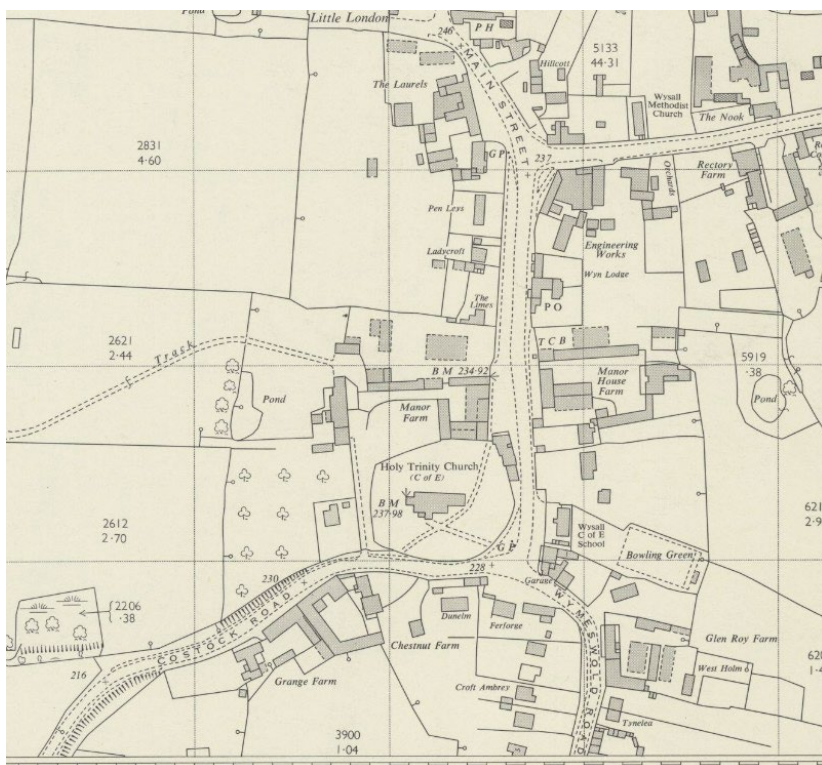 Pond
Little London
246
P H
MAIN STREET
Hillcott
5133
44·31
The Laurels
Wysall
Methodist
Church
The Nook
2831
4·60
G P
237
Orchards
Rectory
Farm
Pen Less
Engineering
Works
Ladycroft
Wyn Lodge
The
Limes
P O
2621
2·44
Track
T C B
5919
·38
B M 234·92
Manor
House
Farm
Pond
Manor
Farm
Pond
Holy Trinity Church
(C of E)
B M
237·98
2612
2·70
Wysall
C of E
School
G P
Bowling Green
228
Garage
230
2206
·38
COSTOCK ROAD
WYMESWOLD ROAD
Dunelm
Ferforge
Chestnut Farm
Glen Roy Farm
216
West Holm
Grange Farm
Croft Ambrey
Tynelea
3900
1·04